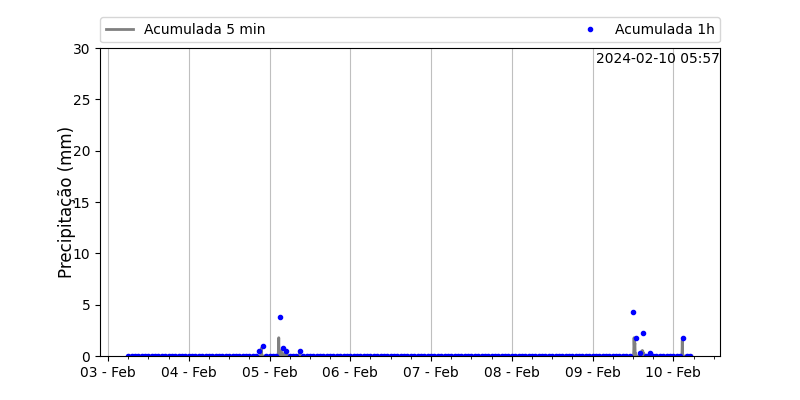 Acumulada 5 min
Acumulada 1h
2024-02-10 05:57
Precipitação (mm)
30
25
20
15
10
5
0
03 - Feb
04 - Feb
05 - Feb
06 - Feb
07 - Feb
08 - Feb
09 - Feb
10 - Feb